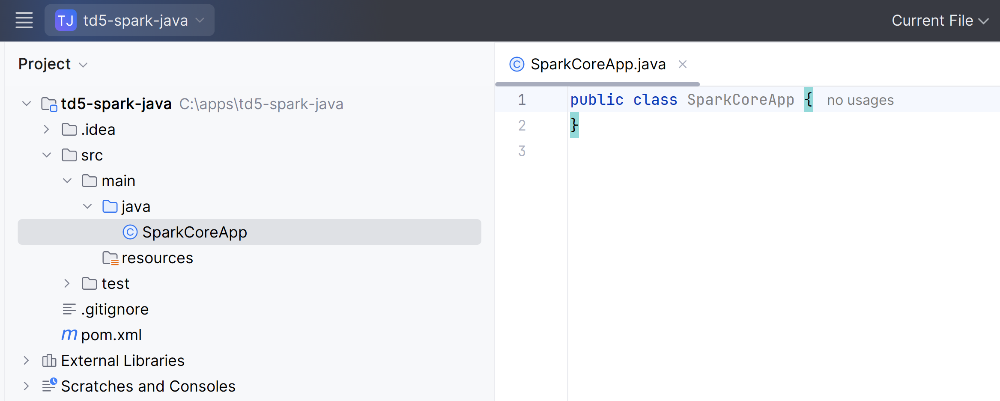 TJ td5-spark-java
Current File
Project
td5-spark-java C:\apps\td5-spark-java
.idea
src
main
java
C SparkCoreApp
resources
test
.gitignore
m pom.xml
External Libraries
Scratches and Consoles
C SparkCoreApp.java
1 public class SparkCoreApp { no usages
2 }
3